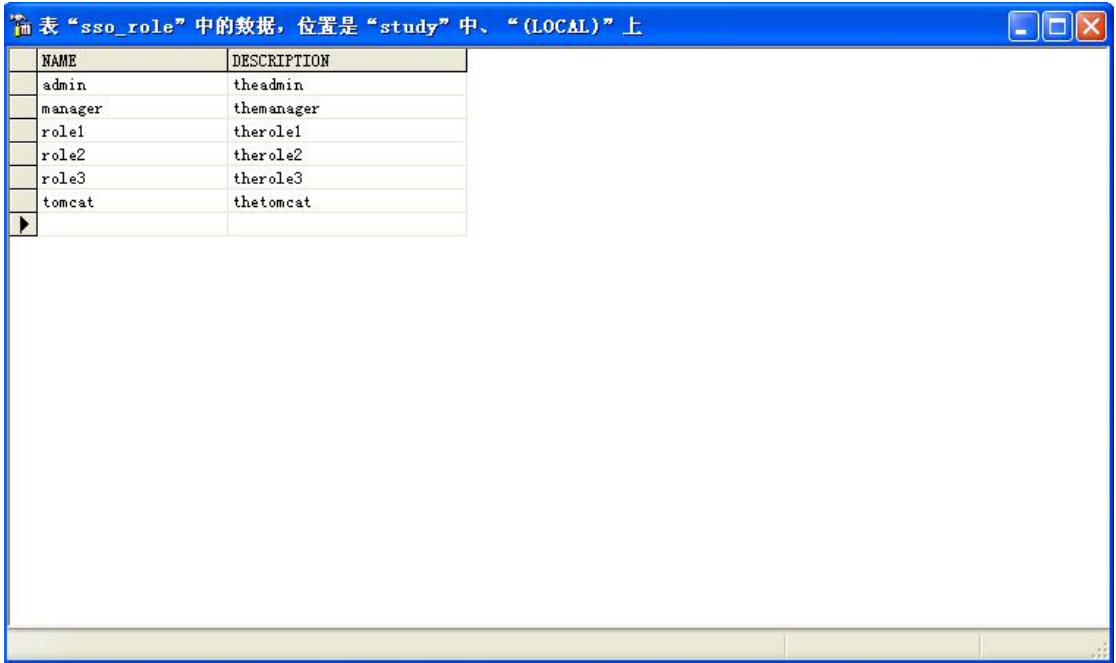 表“sso_role”中的数据，位置是“study”中、“(LOCAL)”上
NAME DESCRIPTION
admin theadmin
manager themanager
role1 therole1
role2 therole2
role3 therole3
tomcat thetomcat